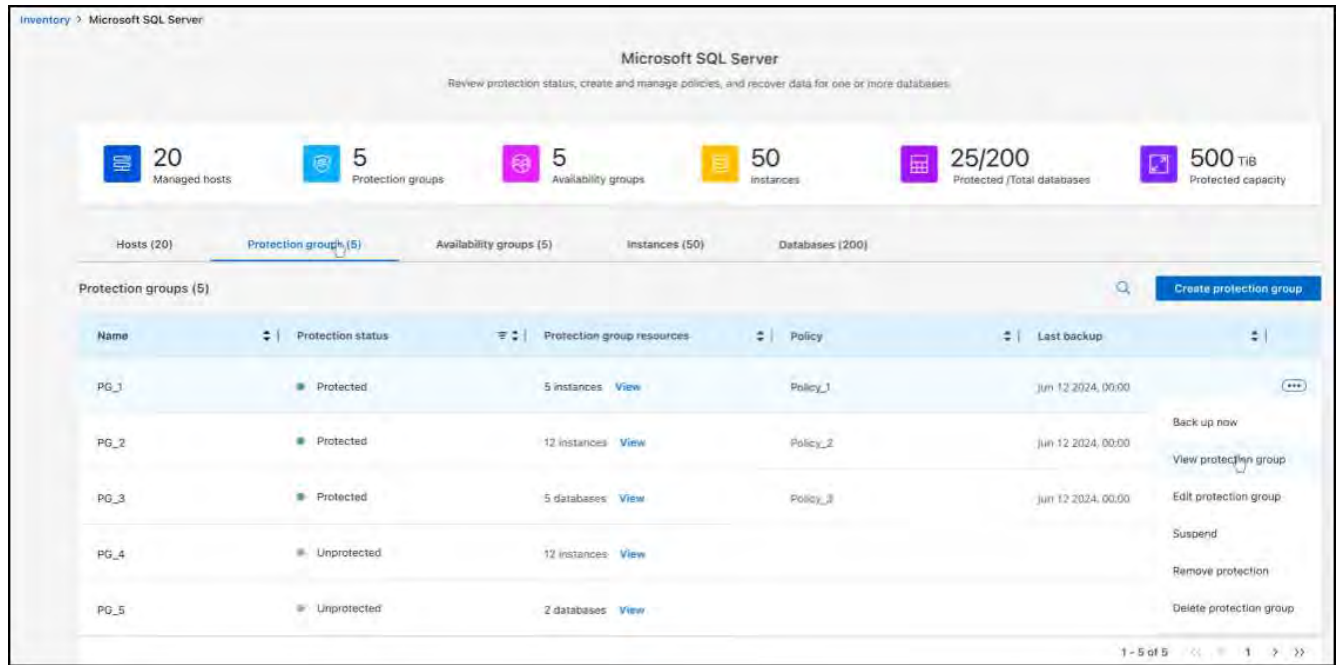 Inventory > Microsoft SQL Server
Microsoft SQL Server
Review protection status, create and manage policies, and recover data for one or more databases.
20 5 5 50 25/200 500 TiB
Managed hosts Protection groups Availability groups Instances Protected /Total databases Protected capacity
Hosts (20) Protection groups (5) Availability groups (5) Instances (50) Databases (200)
Protection groups (5) Create protection group
Name Protection status Protection group resources Policy Last backup
PG_1 Protected 5 instances View Policy_1 Jun 12 2024, 00:00
Back up now
PG_2 Protected 12 instances View Policy_2 Jun 12 2024, 00:00
View protection group
PG_3 Protected 5 databases View Policy_3 Jun 12 2024, 00:00 Edit protection group
Suspend
PG_4 Unprotected 12 instances View
Remove protection
PG_5 Unprotected 2 databases View Delete protection group
1 - 5 of 5 << < 1 > >>